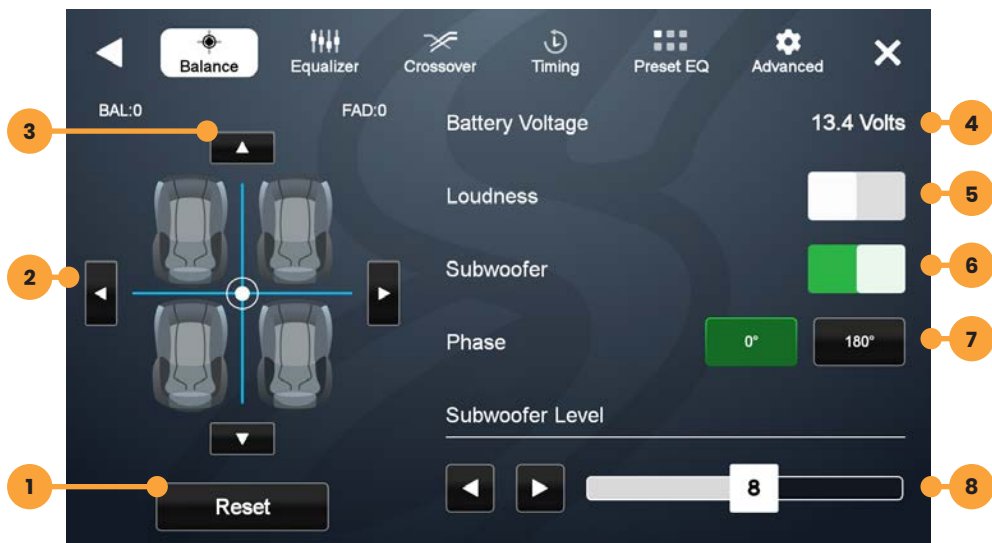 Balance
Equalizer
Crossover
Timing
Preset EQ
Advanced
BAL:0
FAD:0
3
Battery Voltage
13.4 Volts
4
Loudness
5
2
Subwoofer
6
Phase
0°
180°
7
Subwoofer Level
1
Reset
8
8